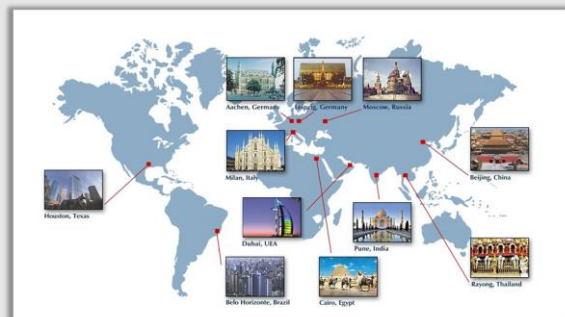 Aachen, Germany
Leipzig, Germany
Moscow, Russia
Milan, Italy
Beijing, China
Houston, Texas
Dubai, UEA
Pune, India
Rayong, Thailand
Belo Horizonte, Brazil
Cairo, Egypt